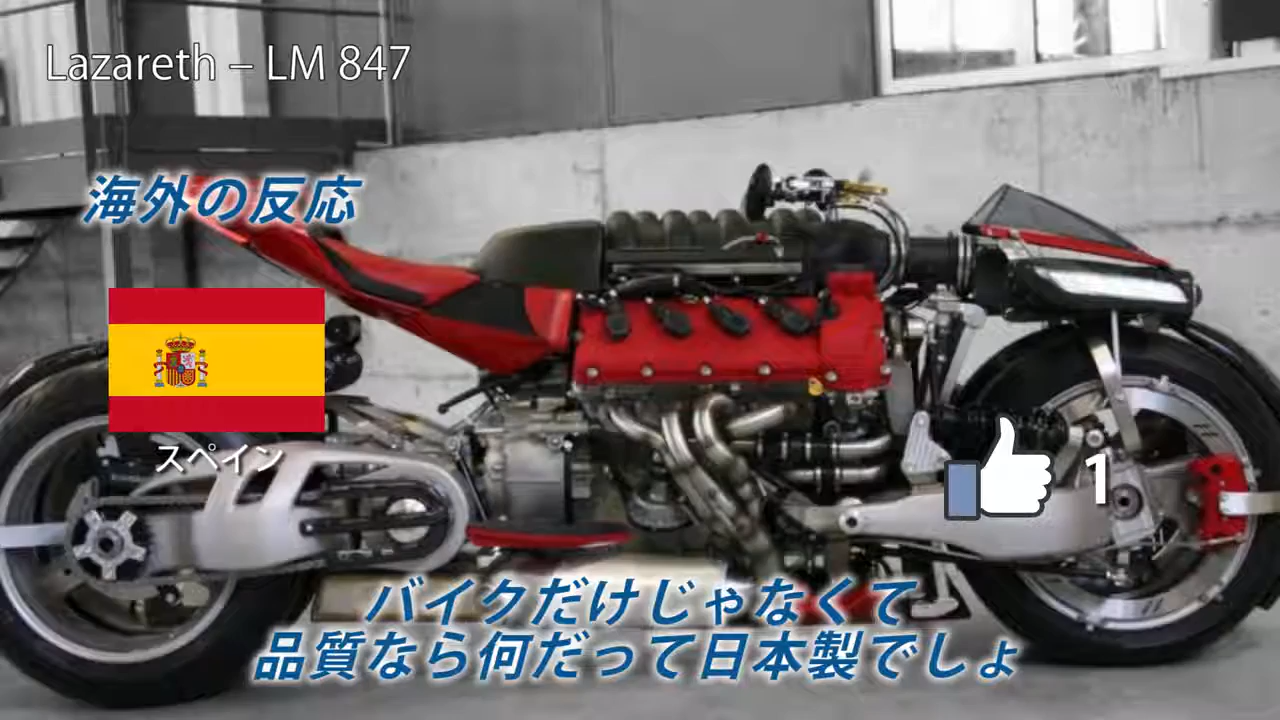 Lazareth – LM 847
海外の反応
スペイン
1
バイクだけじゃなくて
品質なら何だって日本製でしょ